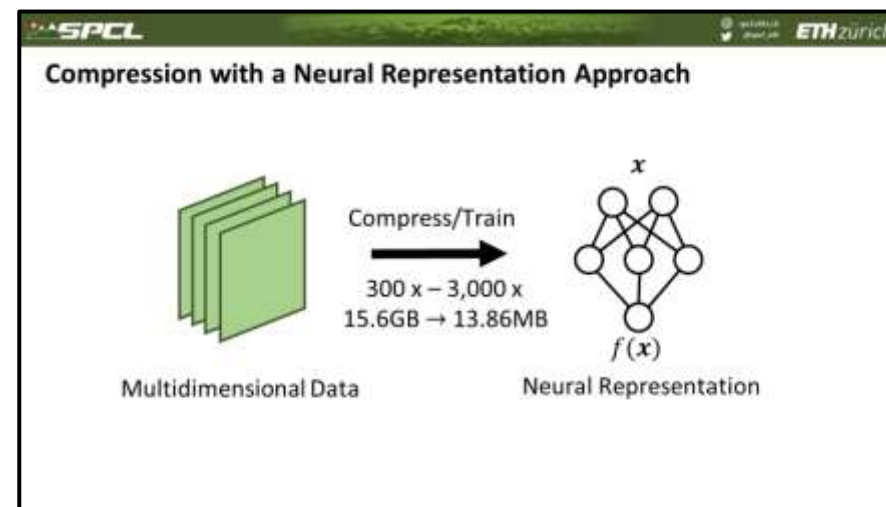 SPCL
ETHzürich
Compression with a Neural Representation Approach
x
Compress/Train
300 x – 3,000 x
15.6GB → 13.86MB
f(x)
Multidimensional Data
Neural Representation